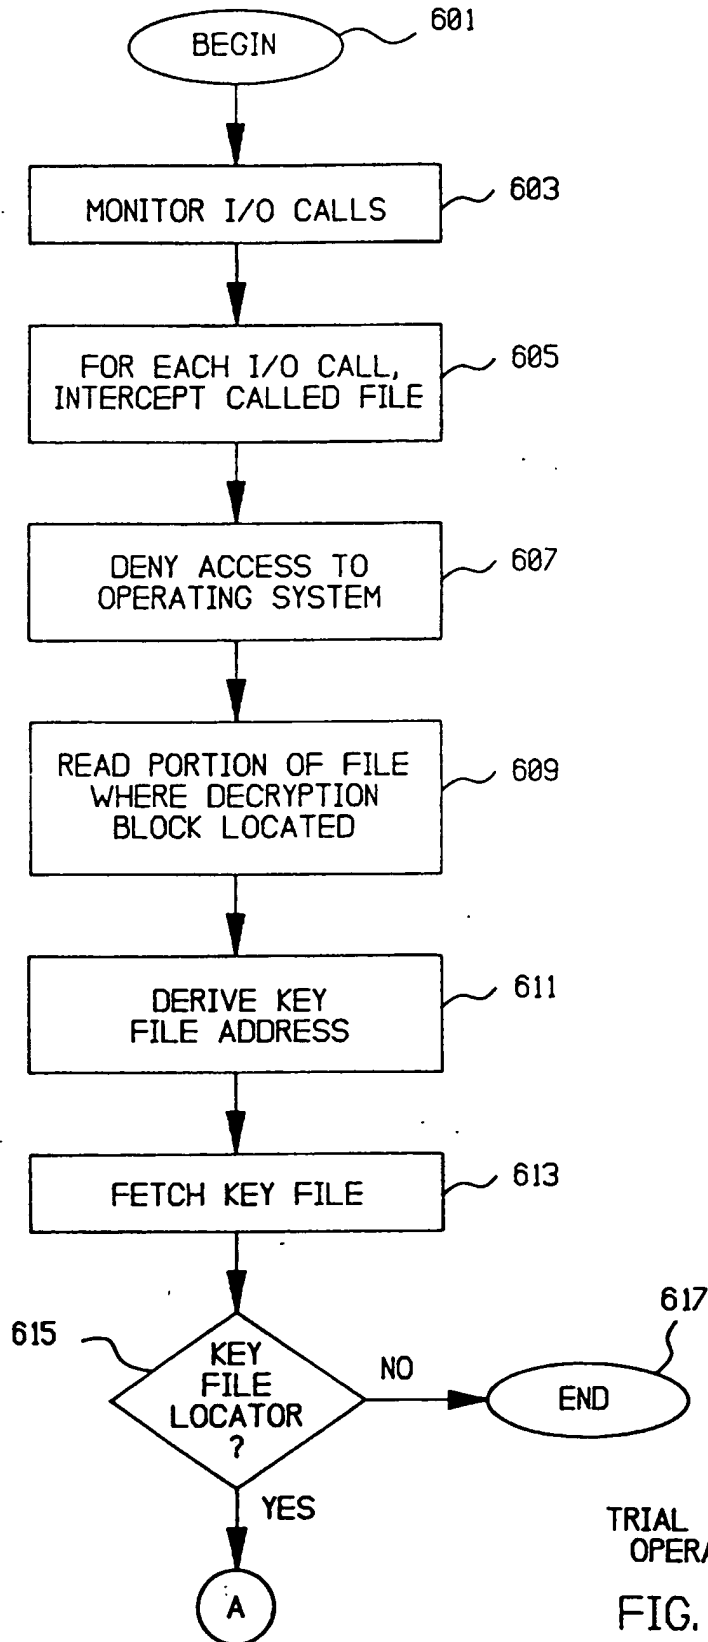 BEGIN
601
MONITOR I/O CALLS
603
FOR EACH I/O CALL,
INTERCEPT CALLED FILE
605
DENY ACCESS TO
OPERATING SYSTEM
607
READ PORTION OF FILE
WHERE DECRYPTION
BLOCK LOCATED
609
DERIVE KEY
FILE ADDRESS
611
FETCH KEY FILE
613
615
KEY
FILE
LOCATOR
?
NO
END
617
YES
A
TRIAL
OPERA
FIG.